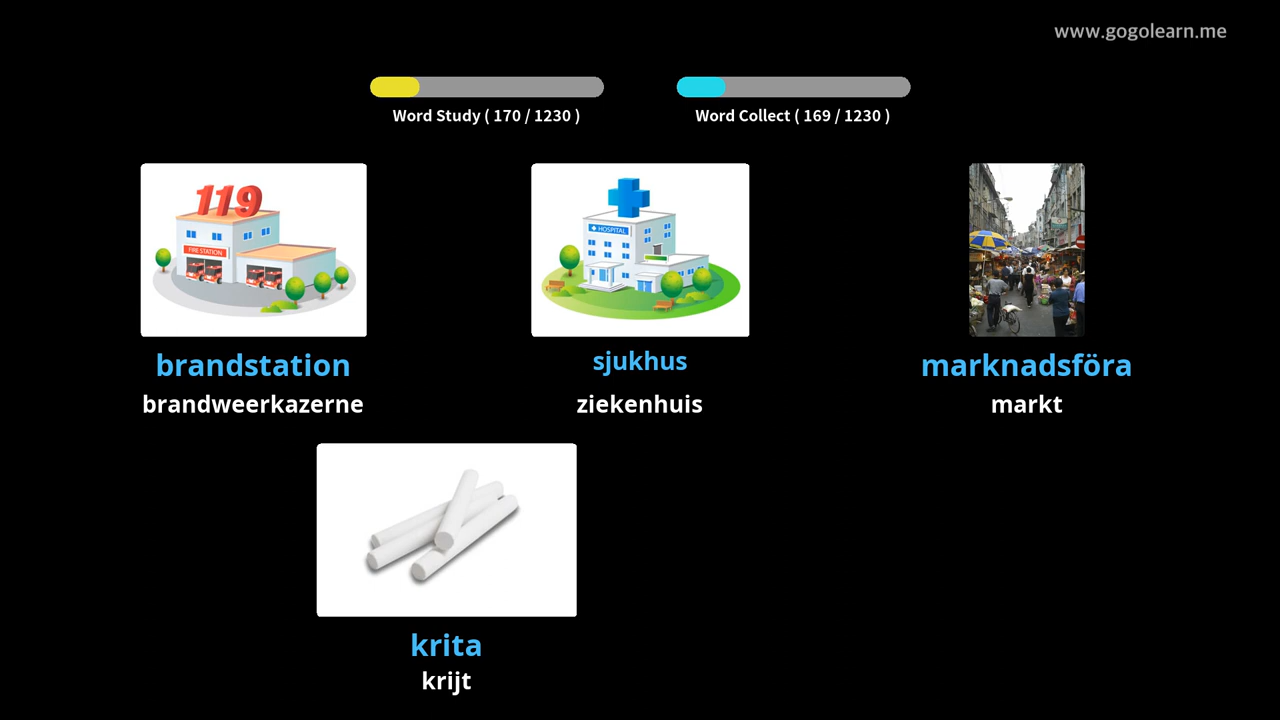 www.gogolearn.me
Word Study ( 170 / 1230 )
Word Collect ( 169 / 1230 )
119
FIRE STATION
HOSPITAL
brandstation
sjukhus
marknadsföra
brandweerkazerne
ziekenhuis
markt
krita
krijt